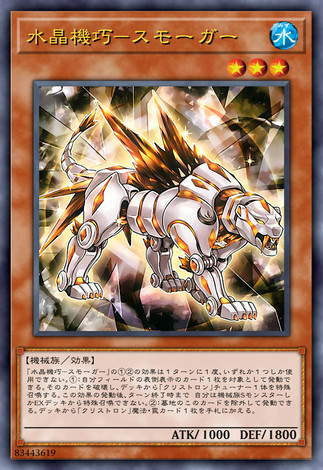 水晶機巧－スモーガー
水
【機械族／効果】
「水晶機巧－スモーガー」の①②の効果は１ターンに１度、いずれか１つしか使
用できない。①：自分フィールドの表側表示のカード１枚を対象として発動でき
る。そのカードを破壊し、デッキから「クリストロン」チューナー１体を特殊
召喚する。この効果の発動後、ターン終了時まで自分は機械族Ｓモンスターし
かEXデッキから特殊召喚できない。②：墓地のこのカードを除外して発動でき
る。デッキから「クリストロン」魔法・罠カード１枚を手札に加える。
ATK/ 1000 DEF/1800
83443619